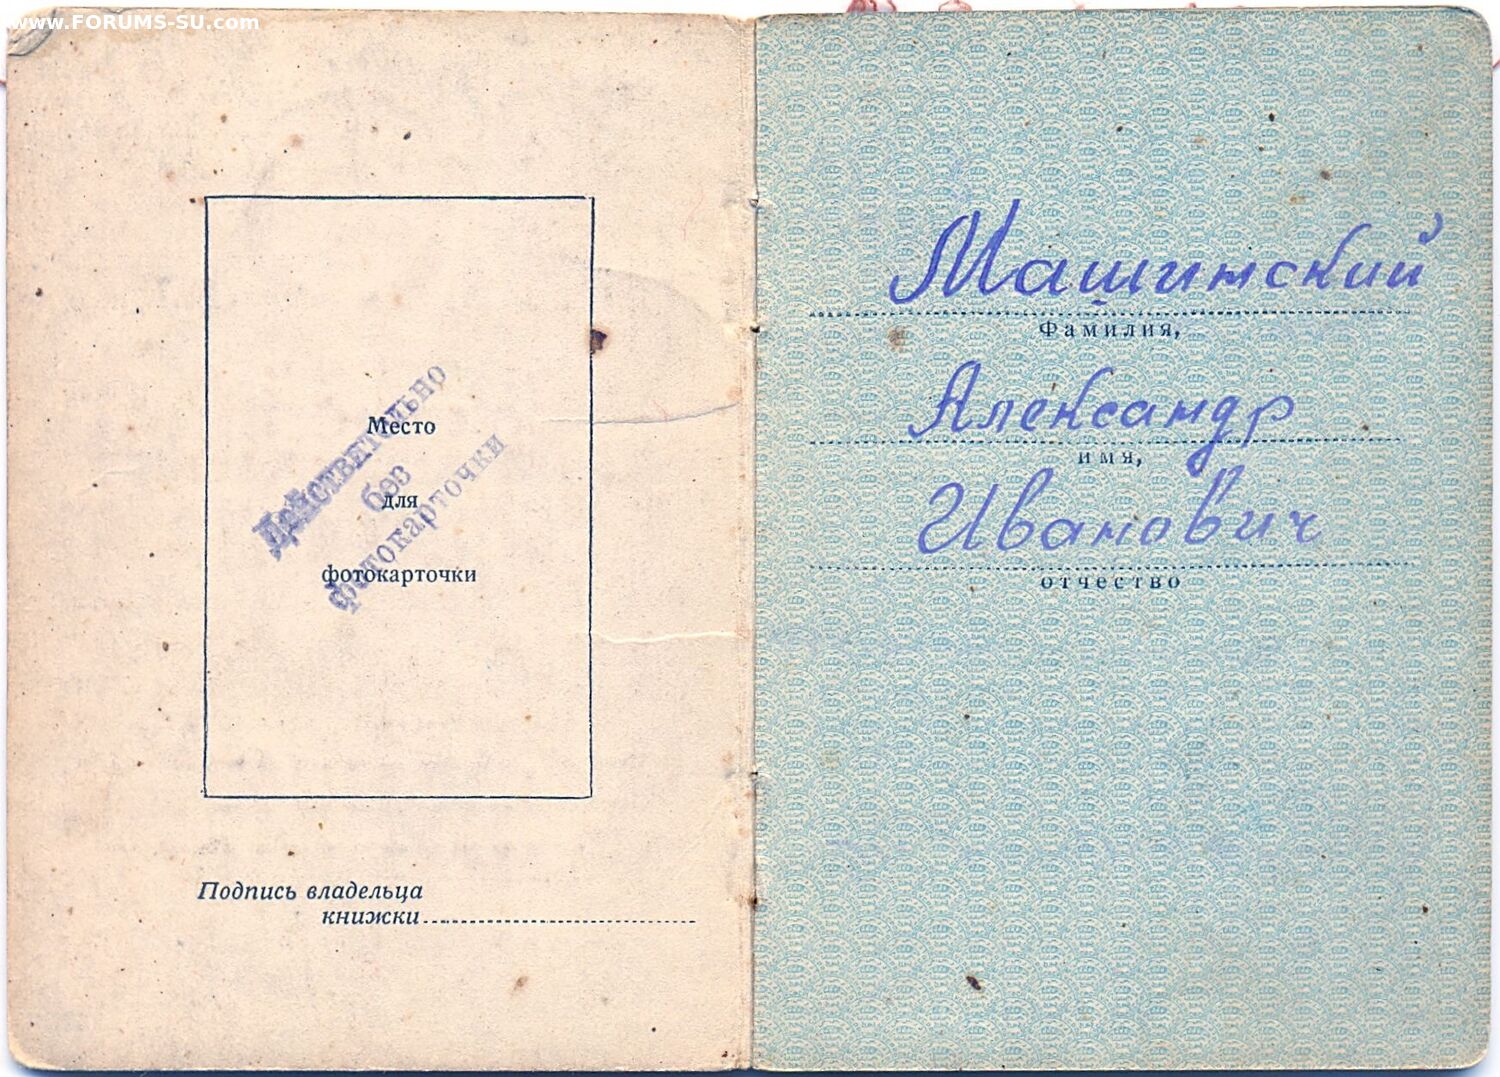 www.FORUMS-SU.com
Действительно
без
фотокарточки
Место
для
фотокарточки
Подпись владельца
книжки
Машинский
Фамилия,
Александр
имя,
Иванович
отчество